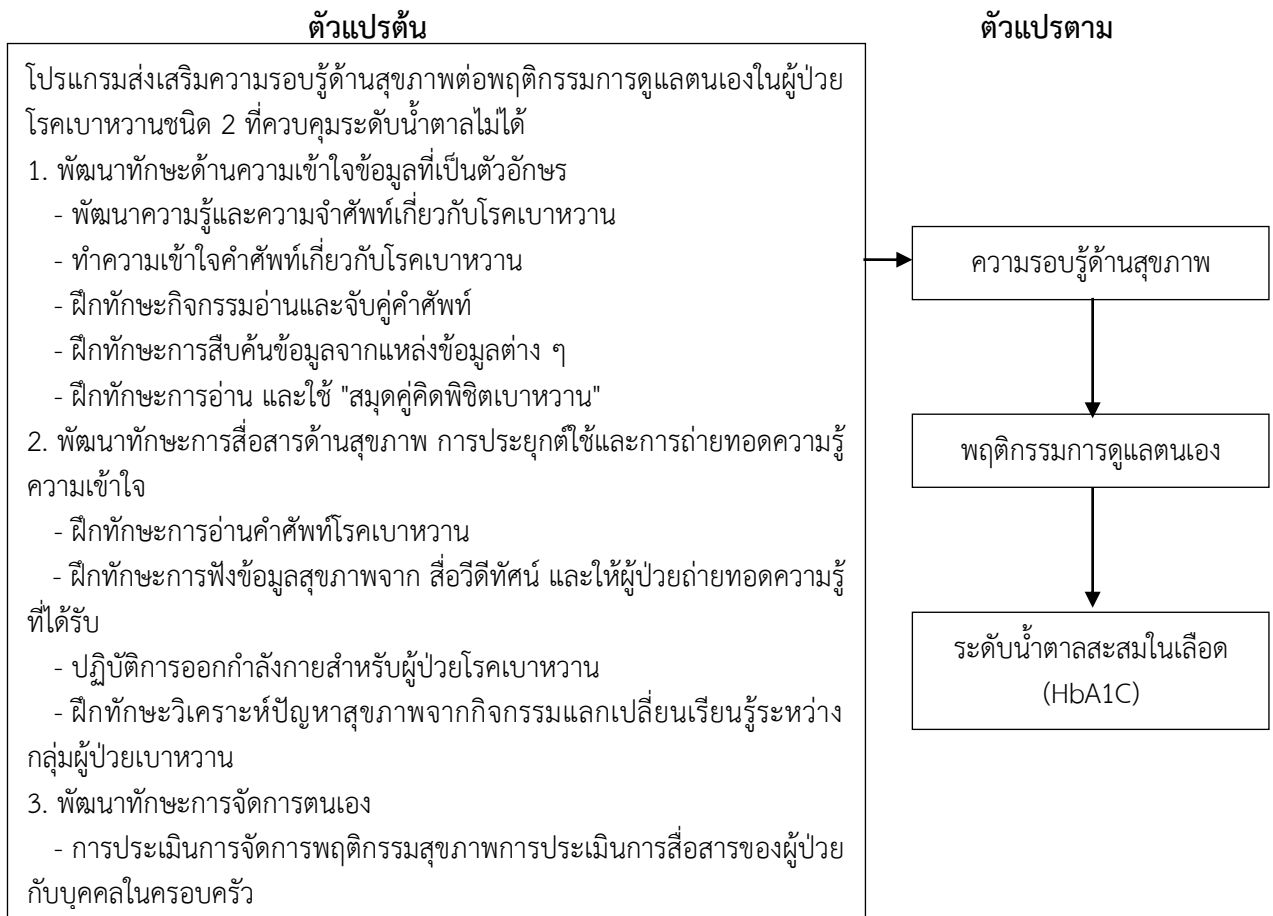 ตัวแปรต้น
ตัวแปรตาม
โปรแกรมส่งเสริมความรอบรู้ด้านสุขภาพต่อพฤติกรรมการดูแลตนเองในผู้ป่วย
โรคเบาหวานชนิด 2 ที่ควบคุมระดับน้ำตาลไม่ได้
1. พัฒนาทักษะด้านความเข้าใจข้อมูลที่เป็นตัวอักษร
- พัฒนาความรู้และความจำศัพท์เกี่ยวกับโรคเบาหวาน
- ทำความเข้าใจคำศัพท์เกี่ยวกับโรคเบาหวาน
- ฝึกทักษะกิจกรรมอ่านและจับคู่คำศัพท์
- ฝึกทักษะการสืบค้นข้อมูลจากแหล่งข้อมูลต่าง ๆ
- ฝึกทักษะการอ่าน และใช้ "สมุดคู่คิดพิชิตเบาหวาน"
2. พัฒนาทักษะการสื่อสารด้านสุขภาพ การประยุกต์ใช้และการถ่ายทอดความรู้
ความเข้าใจ
- ฝึกทักษะการอ่านคำศัพท์โรคเบาหวาน
- ฝึกทักษะการฟังข้อมูลสุขภาพจาก สื่อวีดีทัศน์ และให้ผู้ป่วยถ่ายทอดความรู้
ที่ได้รับ
- ปฏิบัติการออกกำลังกายสำหรับผู้ป่วยโรคเบาหวาน
- ฝึกทักษะวิเคราะห์ปัญหาสุขภาพจากกิจกรรมแลกเปลี่ยนเรียนรู้ระหว่าง
กลุ่มผู้ป่วยเบาหวาน
3. พัฒนาทักษะการจัดการตนเอง
- การประเมินการจัดการพฤติกรรมสุขภาพการประเมินการสื่อสารของผู้ป่วย
กับบุคคลในครอบครัว
ความรอบรู้ด้านสุขภาพ
พฤติกรรมการดูแลตนเอง
ระดับน้ำตาลสะสมในเลือด
(HbA1C)